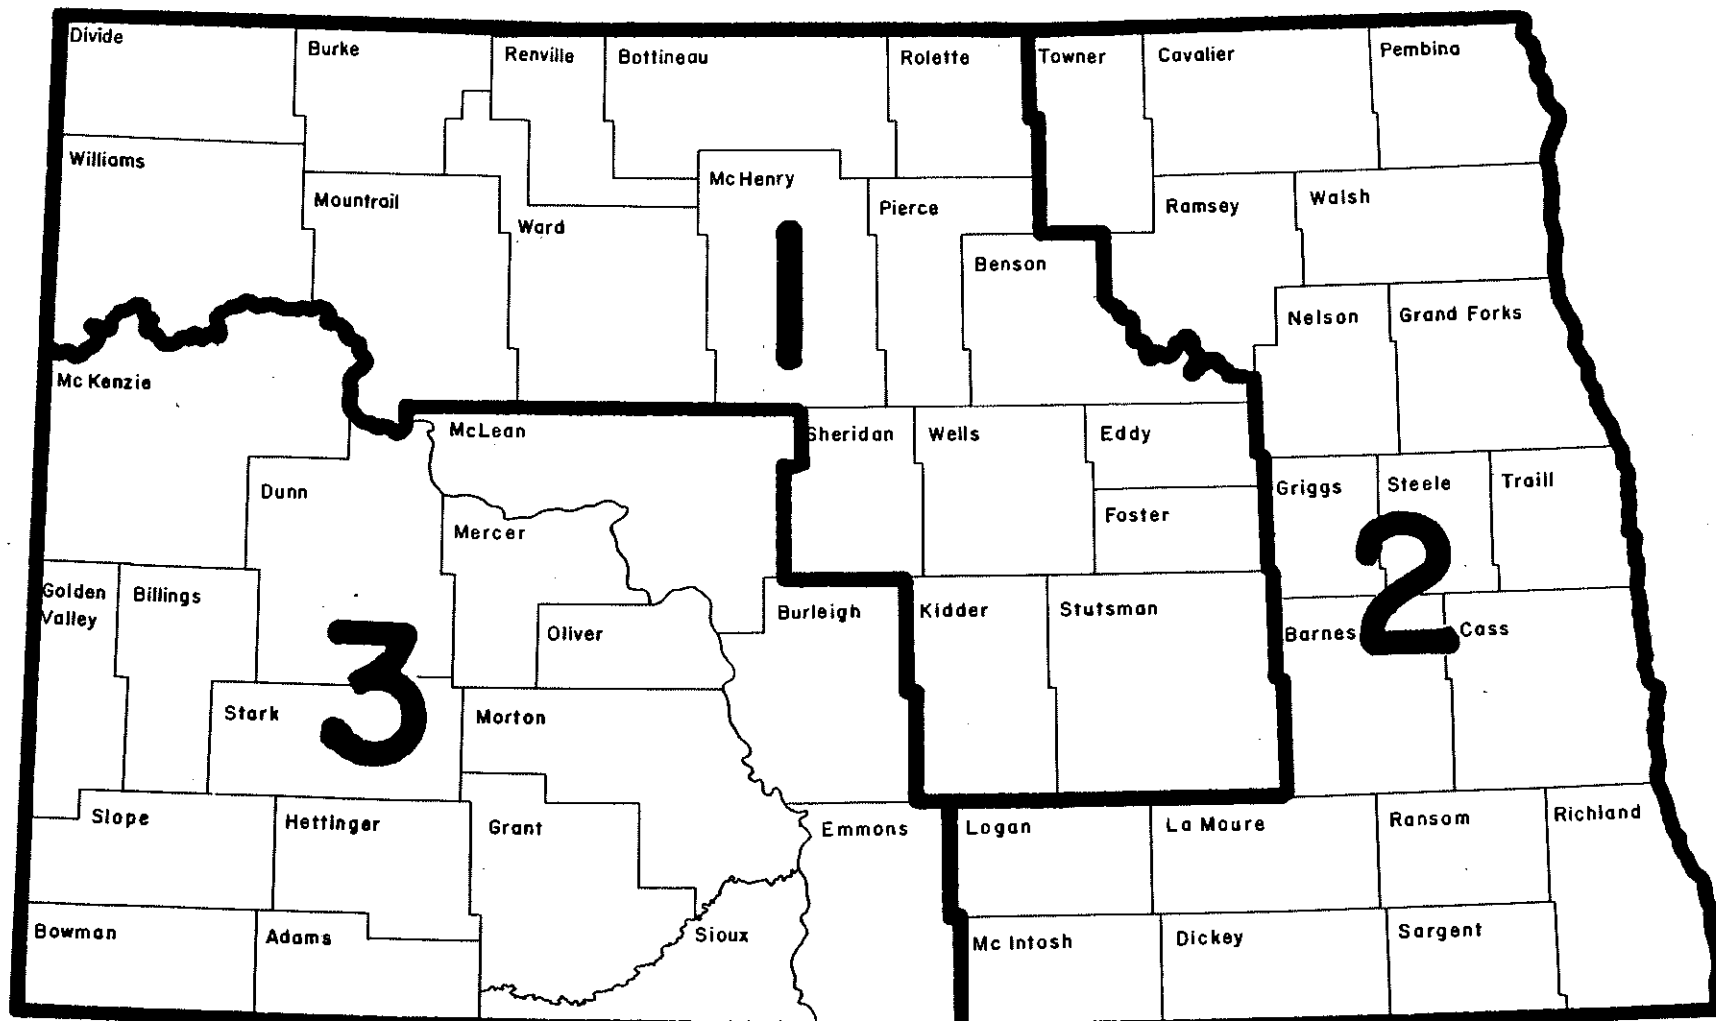 Divide
Burke
Renville
Bottineau
Rolette
Towner
Cavalier
Pembina
Williams
Mountrail
Ward
McHenry
Pierce
Benson
Ramsey
Walsh
1
Nelson
Grand Forks
Mc Kenzie
McLean
Sheridan
Wells
Eddy
Dunn
Mercer
Foster
Griggs
Steele
Traill
2
Golden
Valley
Billings
Oliver
Burleigh
Kidder
Stutsman
Barnes
Cass
3
Stark
Morton
Slope
Hettinger
Grant
Emmons
Logan
La Moure
Ransom
Richland
Bowman
Adams
Sioux
Mc Intosh
Dickey
Sargent